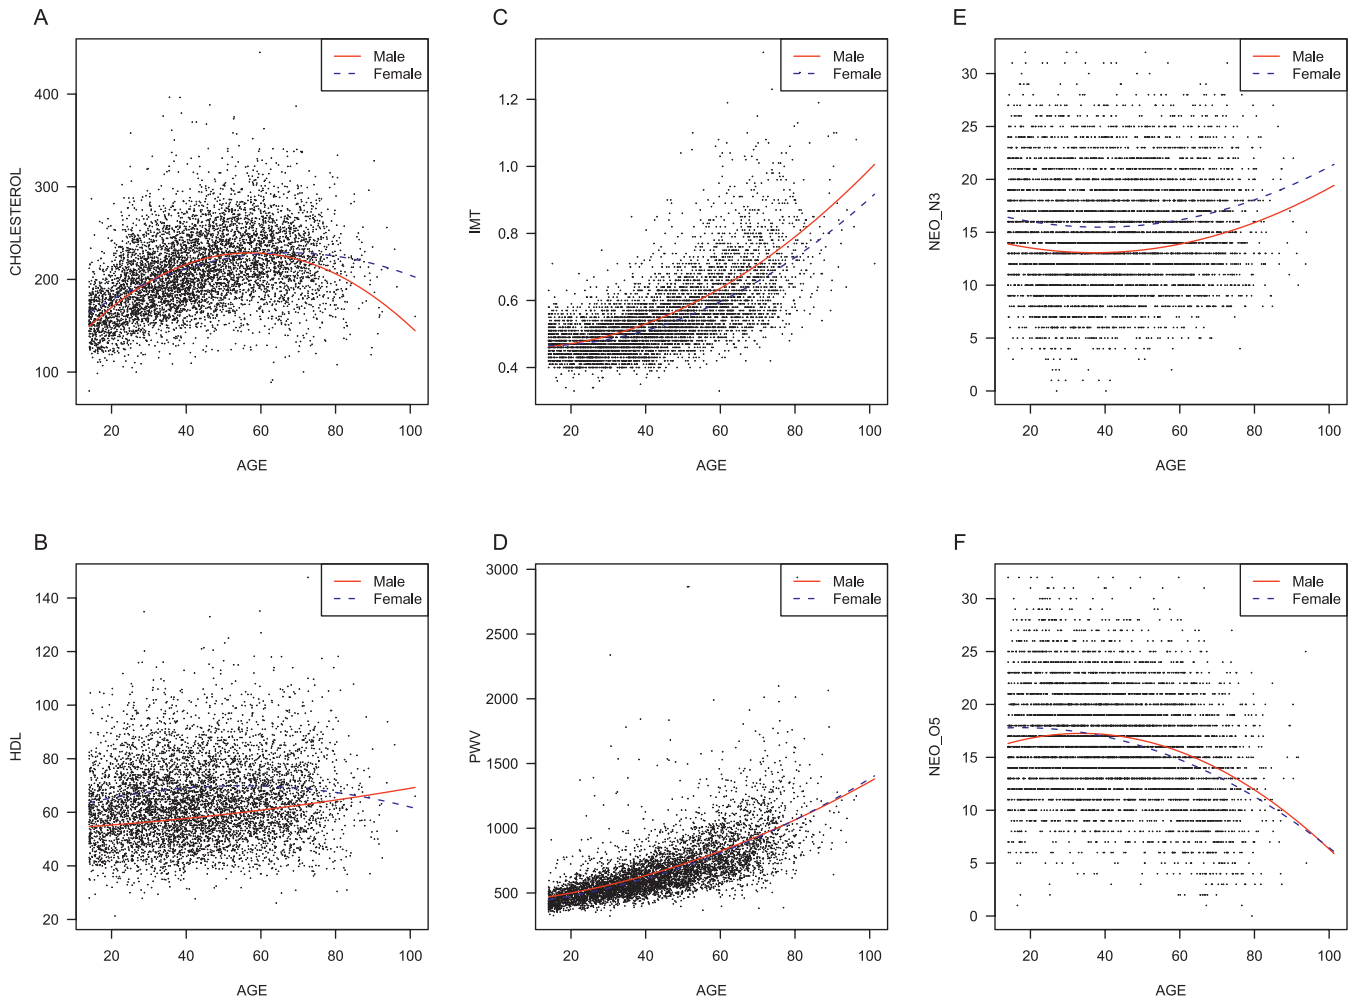 A
Male
Female
400
300
200
100
CHOLESTEROL
20 40 60 80 100
AGE
C
Male
Female
1.2
1.0
0.8
0.6
0.4
IMT
20 40 60 80 100
AGE
E
Male
Female
30
25
20
15
10
5
0
NEO_N3
20 40 60 80 100
AGE
B
Male
Female
140
120
100
80
60
40
20
HDL
20 40 60 80 100
AGE
D
Male
Female
3000
2500
2000
1500
1000
500
PWV
20 40 60 80 100
AGE
F
Male
Female
30
25
20
15
10
5
0
NEO_O5
20 40 60 80 100
AGE